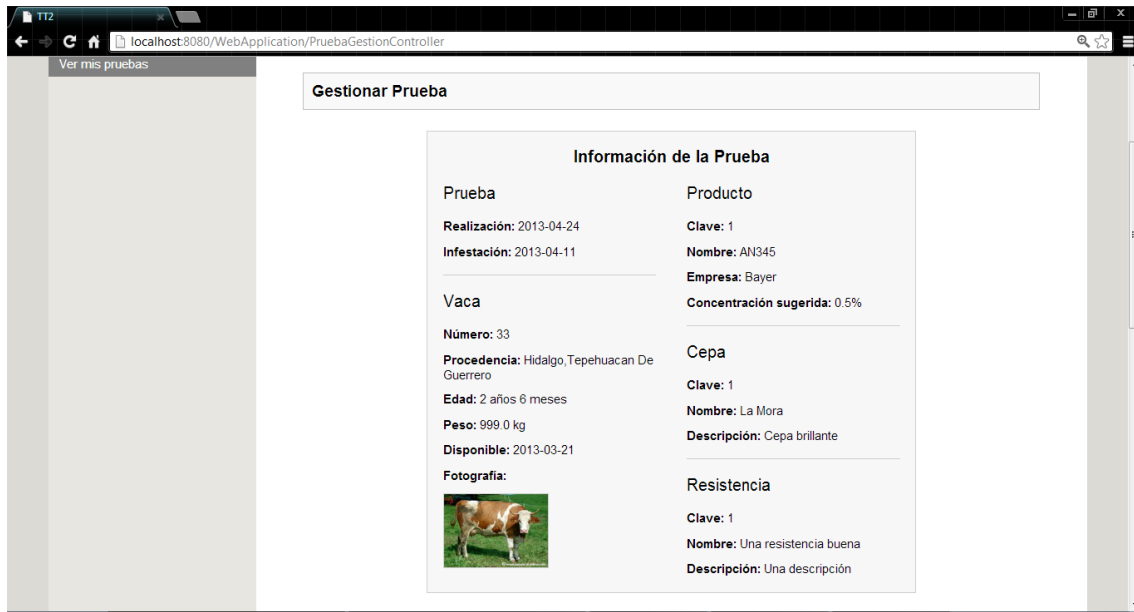 TT2
localhost:8080/WebApplication/PruebaGestionController
Ver mis pruebas
Gestionar Prueba
Información de la Prueba
Prueba
Realización: 2013-04-24
Infestación: 2013-04-11
Vaca
Número: 33
Procedencia: Hidalgo,Tepehuacan De
Guerrero
Edad: 2 años 6 meses
Peso: 999.0 kg
Disponible: 2013-03-21
Fotografía:
Producto
Clave: 1
Nombre: AN345
Empresa: Bayer
Concentración sugerida: 0.5%
Cepa
Clave: 1
Nombre: La Mora
Descripción: Cepa brillante
Resistencia
Clave: 1
Nombre: Una resistencia buena
Descripción: Una descripción